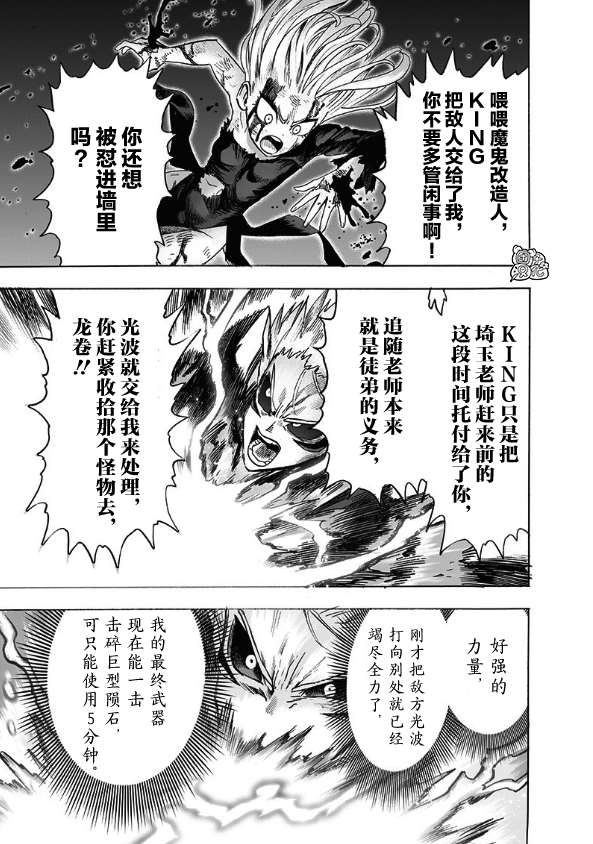 喂喂魔鬼改造人，
KING
把敌人交给了我，
你不要多管闲事啊！
你还想
被怼进墙里
吗？
KING只是把
埼玉老师赶来前的
这段时间托付给了你，
追随老师本来
就是徒弟的义务，
光波就交给我来处理，
你赶紧收拾那个怪物去，
龙卷！！
好强的
力量，
刚才把敌方光波
打向别处就已经
竭尽全力了，
我的最终武器
现在能一击
击碎巨型陨石，
可只能使用5分钟。